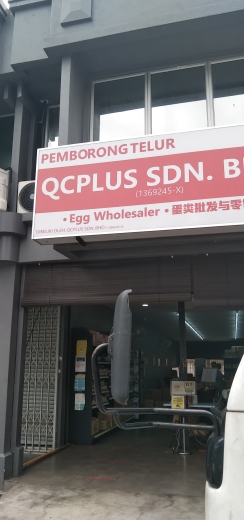 PEMBORONG TELUR
QCPLUS SDN. B
(1369245-X)
•Egg Wholesaler •蛋类批发与零